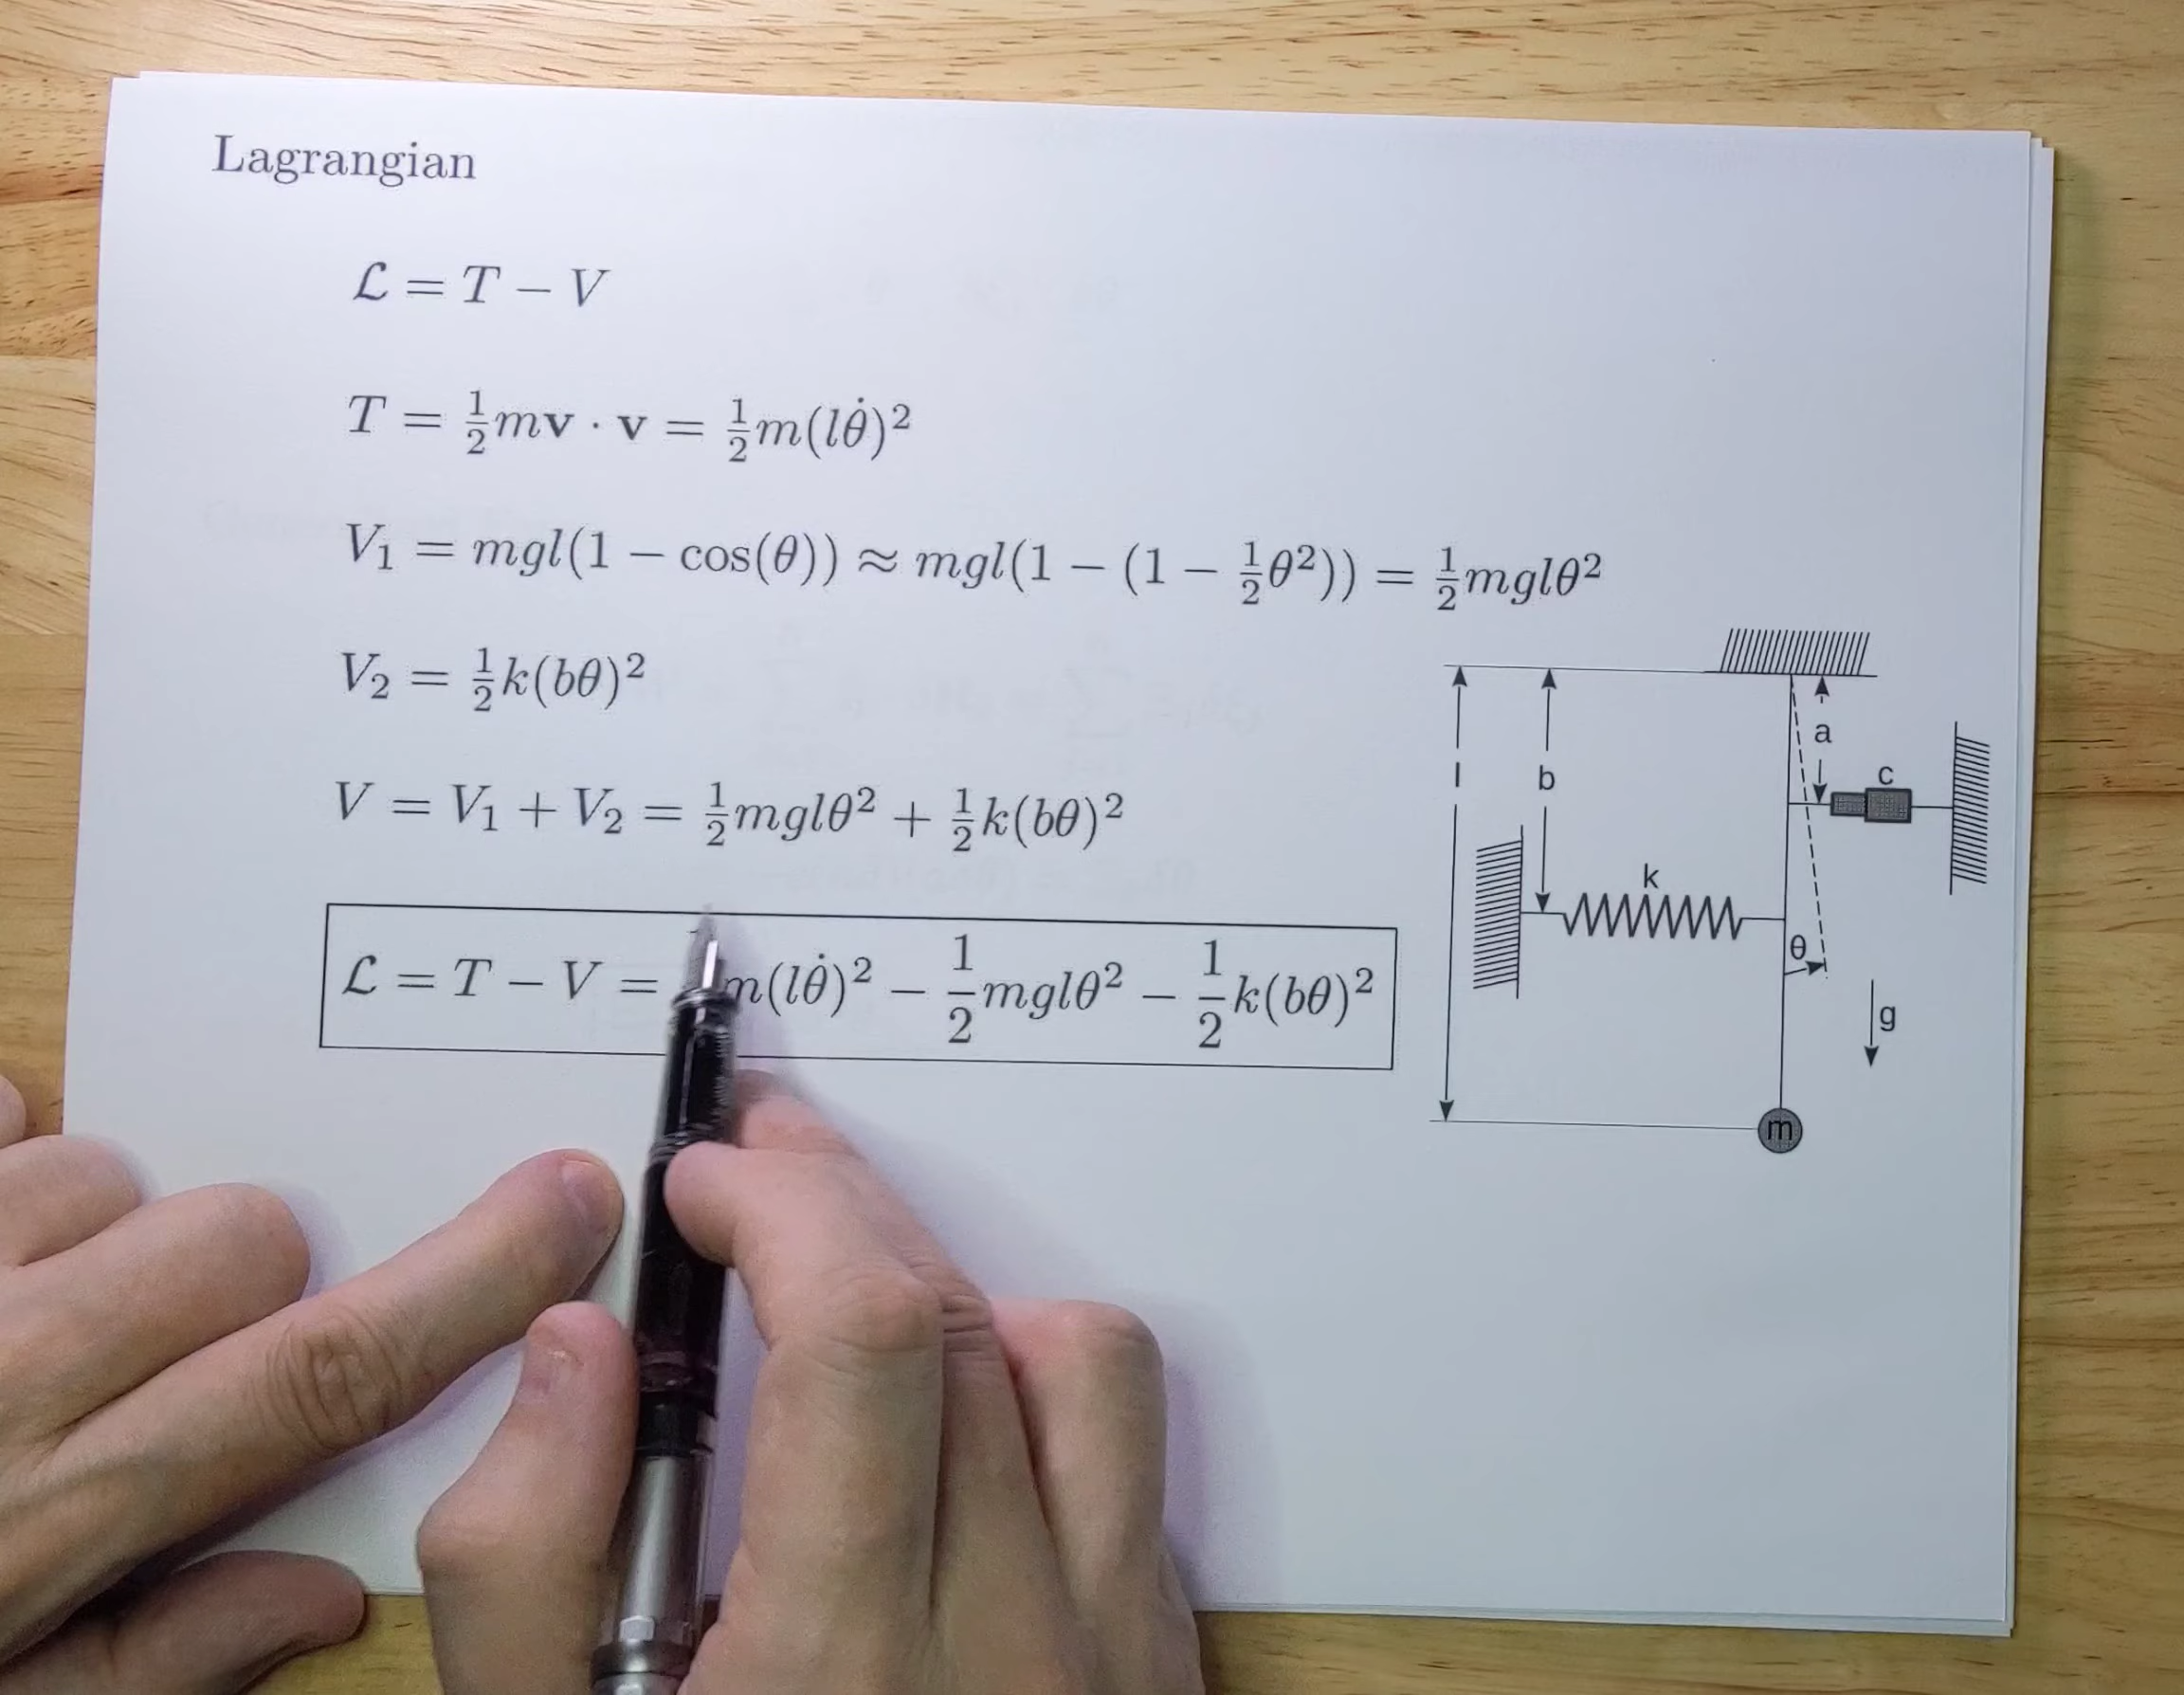 Lagrangian
ℒ = T − V
T = ½m𝐯 · 𝐯 = ½m(lθ̇)²
V₁ = mgl(1 − cos(θ)) ≈ mgl(1 − (1 − ½θ²)) = ½mglθ²
V₂ = ½k(bθ)²
V = V₁ + V₂ = ½mglθ² + ½k(bθ)²
ℒ = T − V = m(lθ̇)² − ½mglθ² − ½k(bθ)²
a
l
b
c
k
θ
g
m